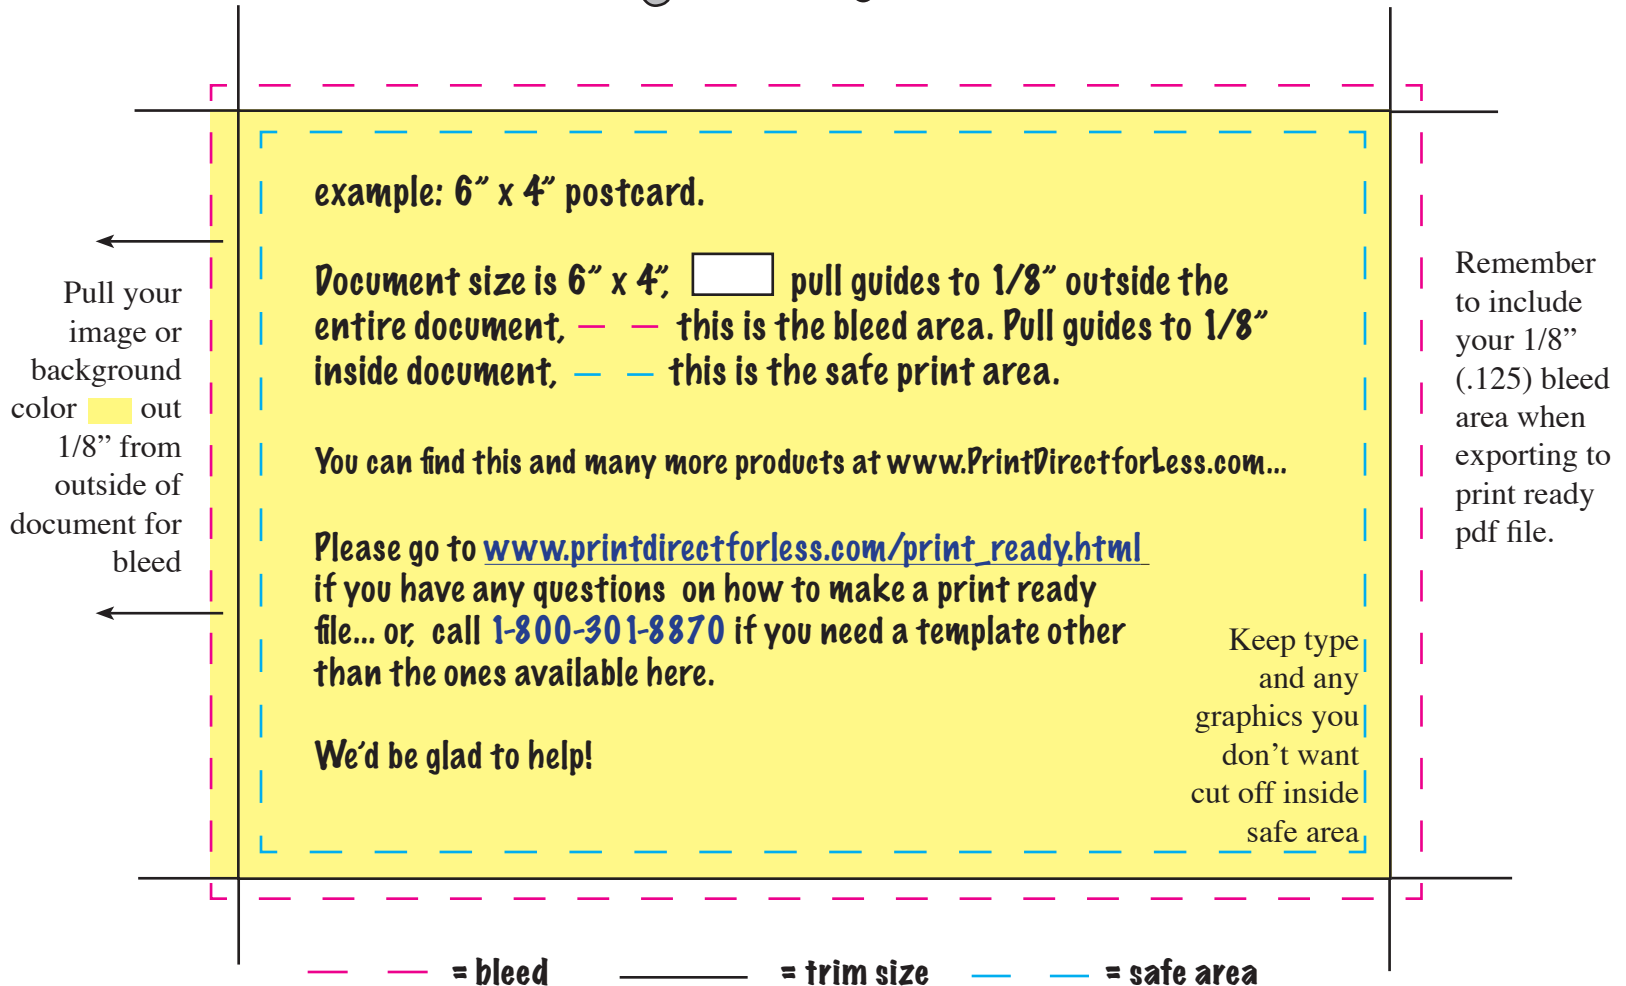 example: 6” x 4” postcard.
Document size is 6” x 4”, pull guides to 1/8” outside the
entire document, this is the bleed area. Pull guides to 1/8”
inside document, this is the safe print area.
You can find this and many more products at www.PrintDirectforLess.com...
Please go to www.printdirectforless.com/print_ready.html
if you have any questions on how to make a print ready
file... or, call 1-800-301-8870 if you need a template other
than the ones available here.
We’d be glad to help!
Pull your
image or
background
color out
1/8” from
outside of
document for
bleed
Remember
to include
your 1/8”
(.125) bleed
area when
exporting to
print ready
pdf file.
Keep type
and any
graphics you
don’t want
cut off inside
safe area
= bleed
= trim size
= safe area